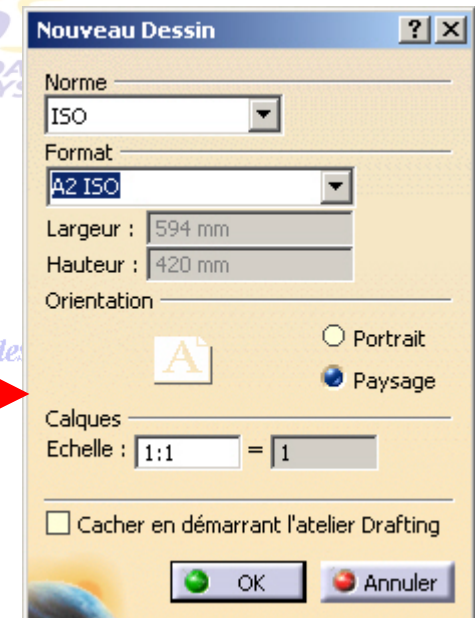 Nouveau Dessin
Norme
ISO
Format
A2 ISO
Largeur : 594 mm
Hauteur : 420 mm
Orientation
A
Portrait
Paysage
Calques
Echelle : 1:1 = 1
Cacher en démarrant l'atelier Drafting
OK Annuler